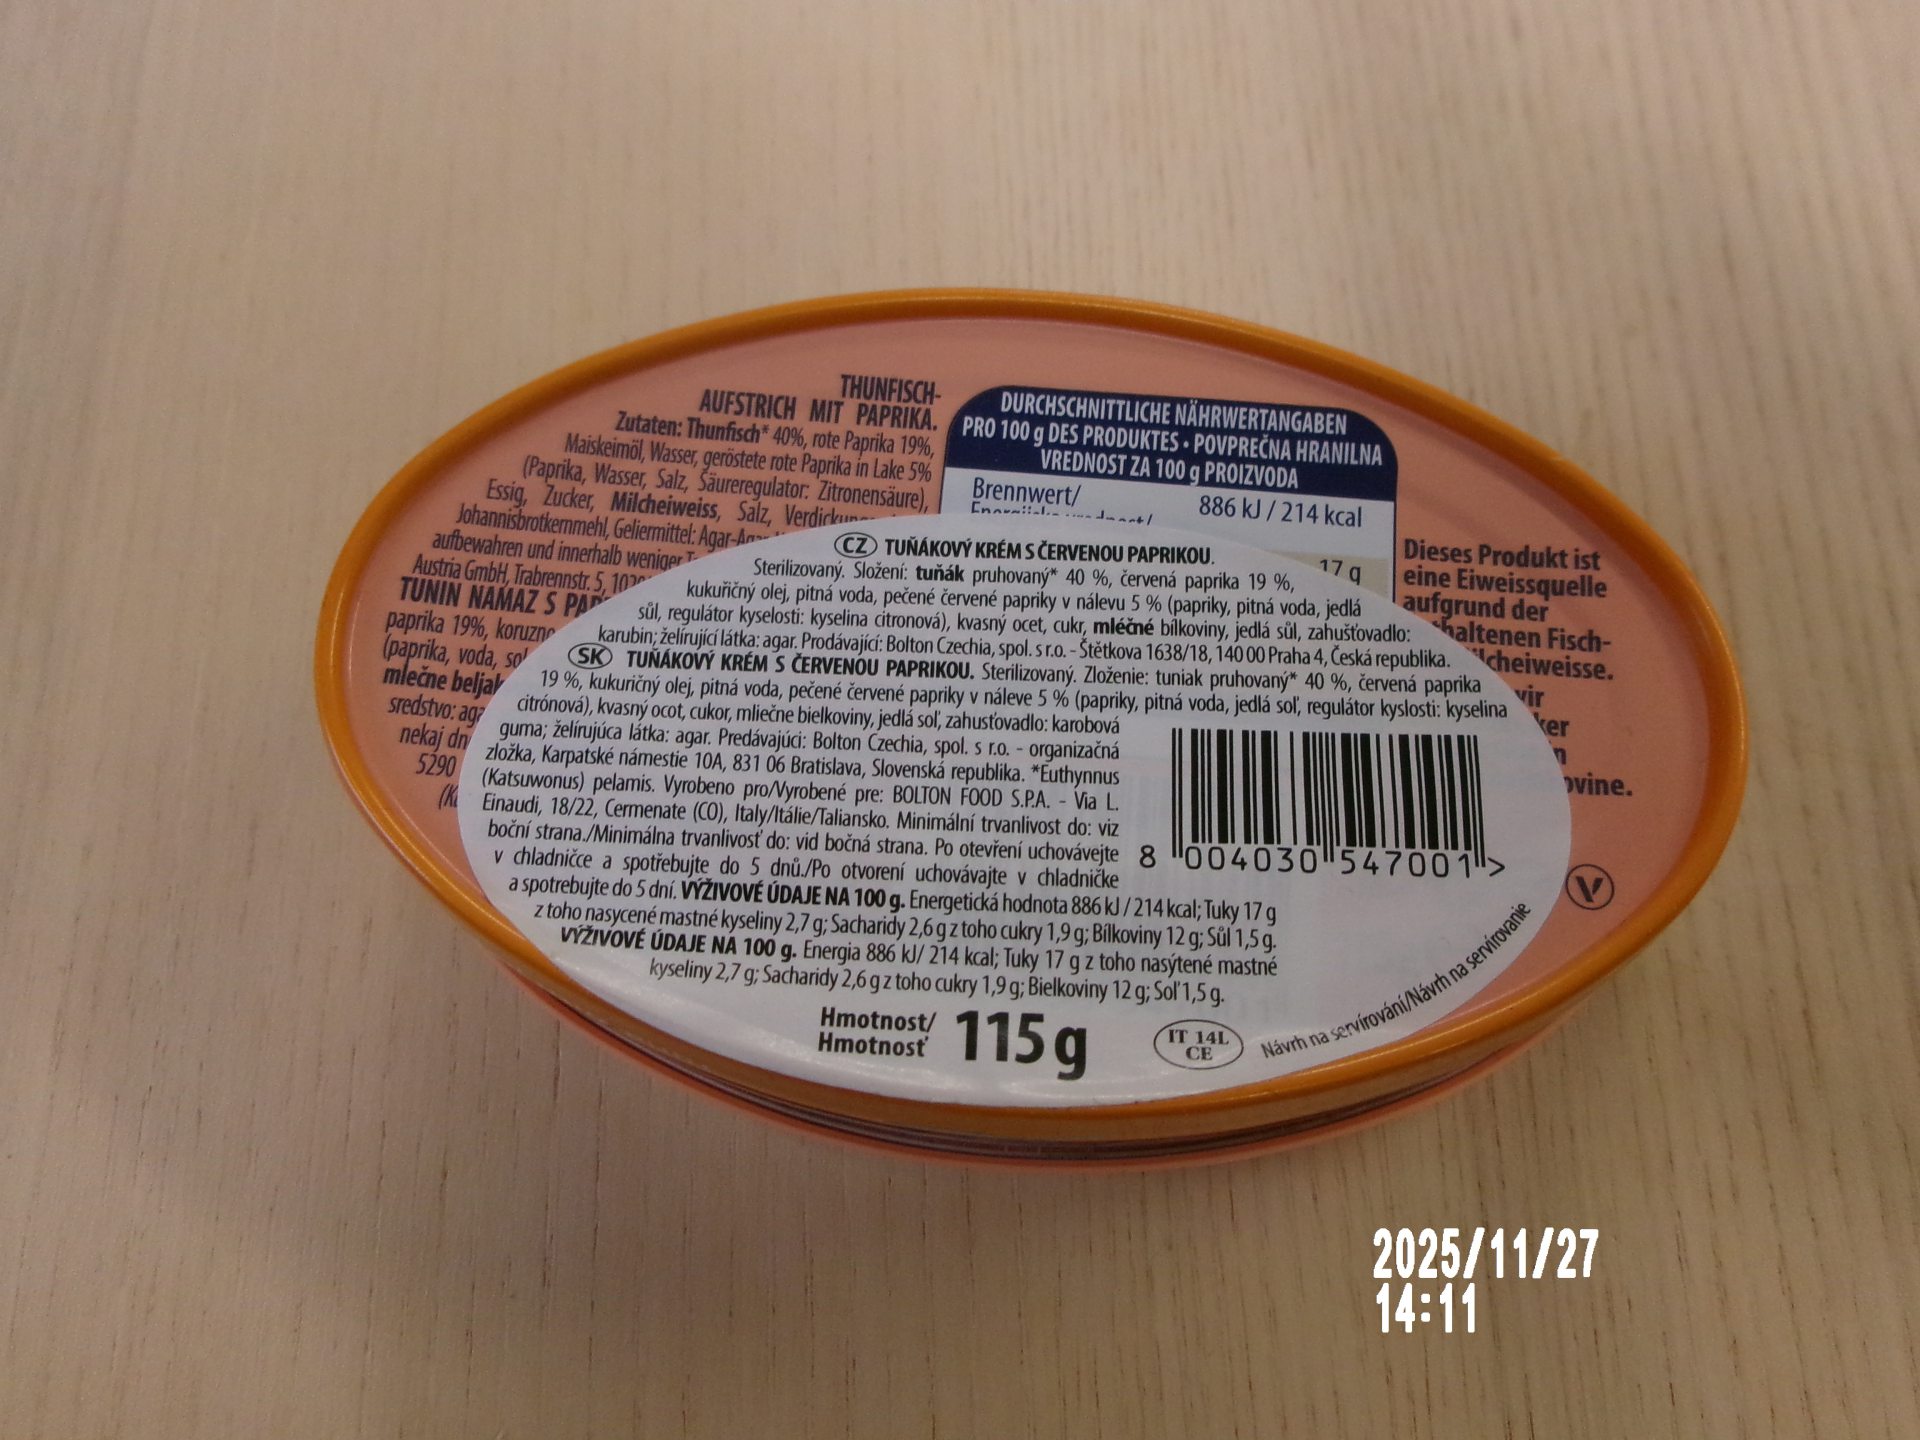 THUNFISCH-
AUFSTRICH MIT PAPRIKA.
Zutaten: Thunfisch* 40%, rote Paprika 19%,
Maiskeimöl, Wasser, geröstete rote Paprika in Lake 5%
(Paprika, Wasser, Salz, Säureregulator: Zitronensäure),
Essig, Zucker, Milcheiweiss, Salz,
Johannisbrotkernmehl, Geliermittel:
aufbewahren und innerhalb weniger
Austria GmbH, Trabrennstr. 5,
TUNIN NAMAZ S
paprika 19%,
(paprika, voda,
mlečne
sredstvo:
nekaj
5290
DURCHSCHNITTLICHE NÄHRWERTANGABEN
PRO 100 g DES PRODUKTES • POVPREČNA HRANILNA
VREDNOST ZA 100 g PROIZVODA
Brennwert/
886 kJ / 214 kcal
17 g
Dieses Produkt ist
eine Eiweissquelle
aufgrund der
Fisch-
CZ TUŇÁKOVÝ KRÉM S ČERVENOU PAPRIKOU.
Sterilizovaný. Složení: tuňák pruhovaný* 40 %, červená paprika 19 %,
kukuřičný olej, pitná voda, pečené červené papriky v nálevu 5 % (papriky, pitná voda, jedlá
sůl, regulátor kyselosti: kyselina citronová), kvasný ocet, cukr, mléčné bílkoviny, jedlá sůl, zahušťovadlo:
karubin; želírující látka: agar. Prodávající: Bolton Czechia, spol. s r.o. - Štětkova 1638/18, 140 00 Praha 4, Česká republika.
SK TUŇÁKOVÝ KRÉM S ČERVENOU PAPRIKOU. Sterilizovaný. Zloženie: tuniak pruhovaný* 40 %, červená paprika
19 %, kukuričný olej, pitná voda, pečené červené papriky v náleve 5 % (papriky, pitná voda, jedlá soľ, regulátor kyslosti: kyselina
citrónová), kvasný ocot, cukor, mliečne bielkoviny, jedlá soľ, zahusťovadlo: karobová
guma; želírujúca látka: agar. Predávajúci: Bolton Czechia, spol. s r.o. - organizačná
zložka, Karpatské námestie 10A, 831 06 Bratislava, Slovenská republika. *Euthynnus
(Katsuwonus) pelamis. Vyrobeno pro/Vyrobené pre: BOLTON FOOD S.P.A. - Via L.
Einaudi, 18/22, Cermenate (CO), Italy/Itálie/Taliansko. Minimální trvanlivost do: viz
boční strana./Minimálna trvanlivosť do: vid bočná strana. Po otevření uchovávejte
v chladničce a spotřebujte do 5 dnů./Po otvorení uchovávajte v chladničke
a spotrebujte do 5 dní. VÝŽIVOVÉ ÚDAJE NA 100 g. Energetická hodnota 886 kJ / 214 kcal; Tuky 17 g
z toho nasycené mastné kyseliny 2,7 g; Sacharidy 2,6 g z toho cukry 1,9 g; Bílkoviny 12 g; Sůl 1,5 g.
VÝŽIVOVÉ ÚDAJE NA 100 g. Energia 886 kJ/ 214 kcal; Tuky 17 g z toho nasýtené mastné
kyseliny 2,7 g; Sacharidy 2,6 g z toho cukry 1,9 g; Bielkoviny 12 g; Soľ 1,5 g.
8 004030 547001 >
Hmotnost/
Hmotnosť 115 g
IT 14L
CE
Návrh na servírování/Návrh na servírovanie
V
2025/11/27
14:11